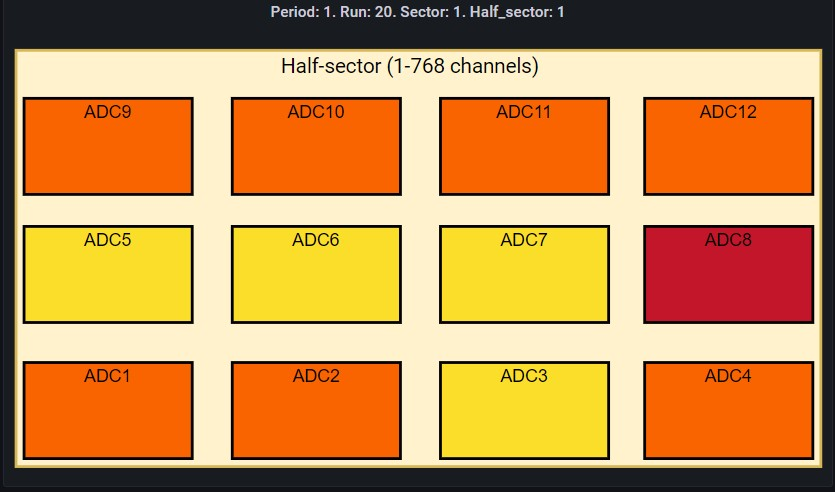 Period: 1. Run: 20. Sector: 1. Half_sector: 1
Half-sector (1-768 channels)
ADC9 ADC10 ADC11 ADC12
ADC5 ADC6 ADC7 ADC8
ADC1 ADC2 ADC3 ADC4